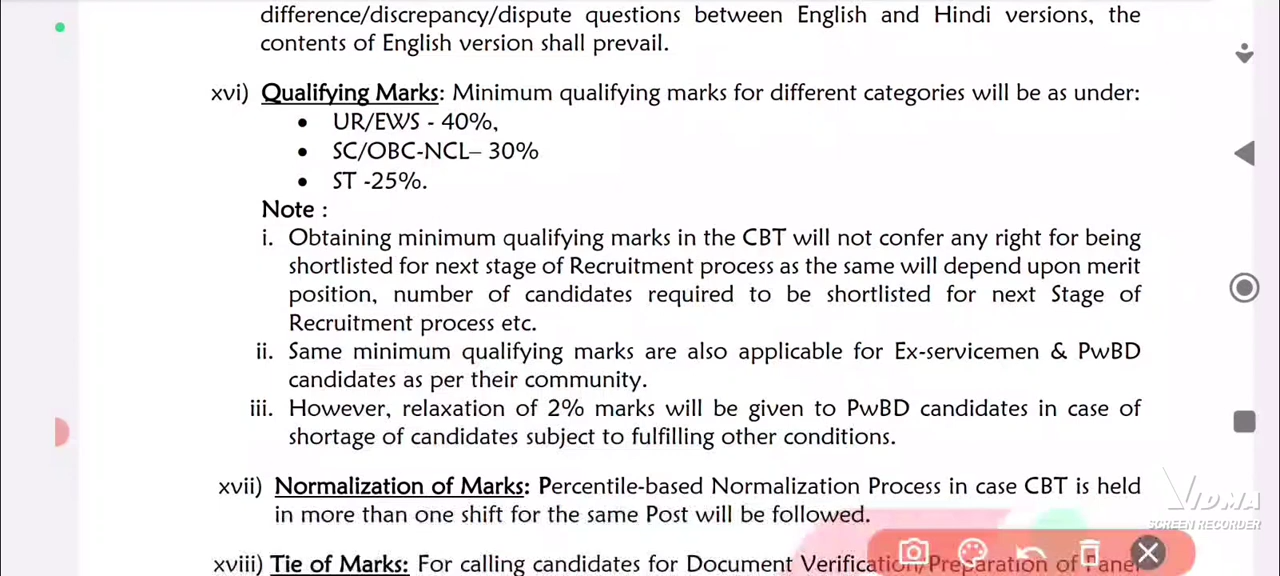 difference/discrepancy/dispute questions between English and Hindi versions, the
contents of English version shall prevail.
xvi) Qualifying Marks: Minimum qualifying marks for different categories will be as under:
• UR/EWS - 40%,
• SC/OBC-NCL– 30%
• ST -25%.
Note :
i. Obtaining minimum qualifying marks in the CBT will not confer any right for being
shortlisted for next stage of Recruitment process as the same will depend upon merit
position, number of candidates required to be shortlisted for next Stage of
Recruitment process etc.
ii. Same minimum qualifying marks are also applicable for Ex-servicemen & PwBD
candidates as per their community.
iii. However, relaxation of 2% marks will be given to PwBD candidates in case of
shortage of candidates subject to fulfilling other conditions.
xvii) Normalization of Marks: Percentile-based Normalization Process in case CBT is held
in more than one shift for the same Post will be followed.
VIDMA
SCREEN RECORDER
xviii) Tie of Marks: For calling candidates for Document Verification/Preparation of Panel